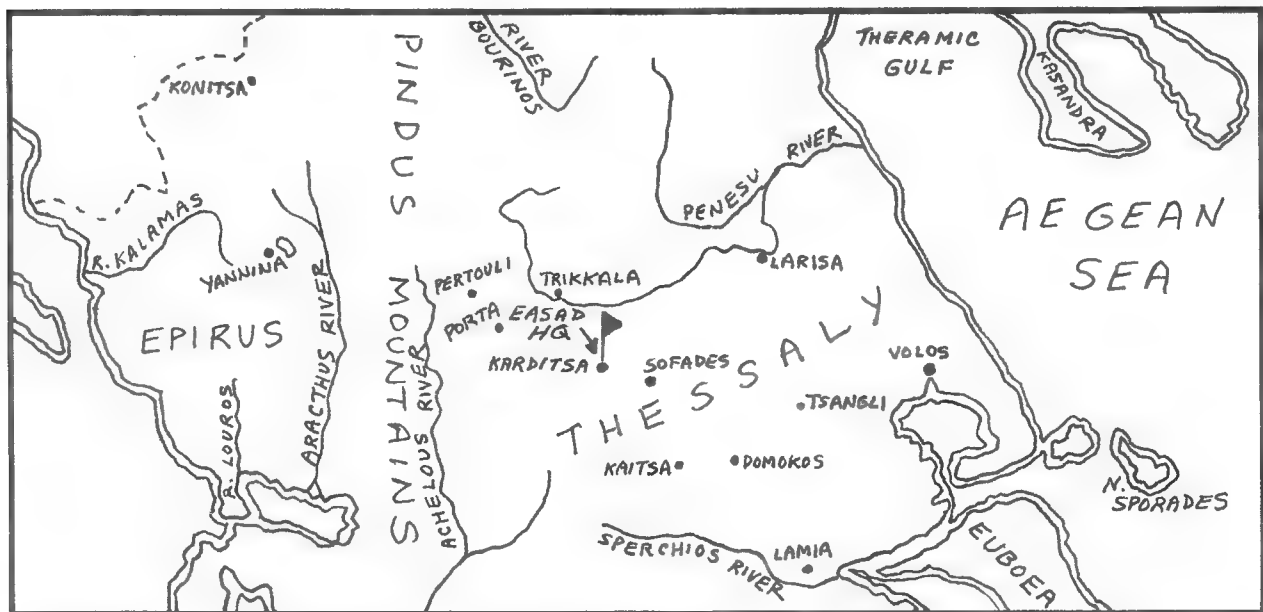 PINDUS MOUNTAINS
RIVER
BOURINOS
THERAMIC
GULF
KASANDRA
KONITSA
AEGEAN
SEA
R. KALAMAS
YANNINA
EPIRUS
R. LOUROS
ARACTHUS RIVER
ACHELOUS RIVER
PERTOULI
PORTA
TRIKKALA
EASAD
HQ
KARDITSA
PENESU RIVER
LARISA
SOFADES
THESSALY
VOLOS
TSANGLI
KAITSA
DOMOKOS
N.
SPORADES
SPERCHIOS RIVER
LAMIA
EUBOEA